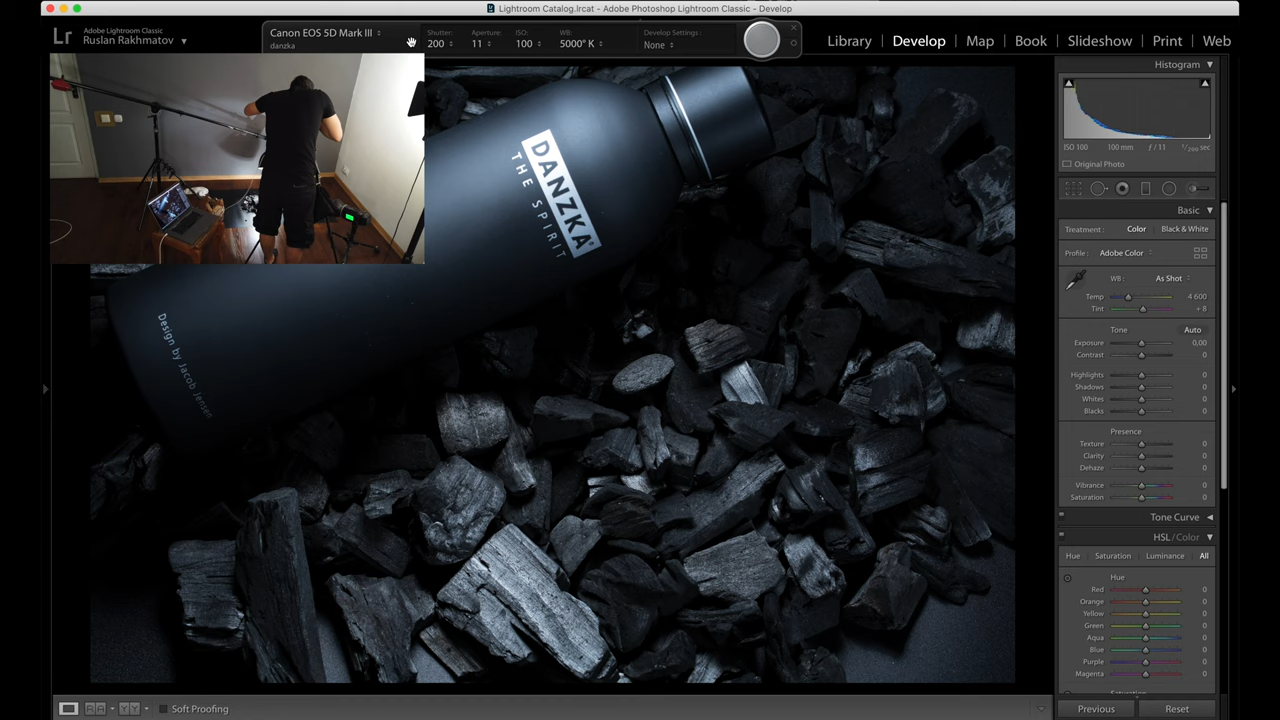 Lightroom Catalog.lrcat - Adobe Photoshop Lightroom Classic - Develop
Lr
Adobe Lightroom Classic
Ruslan Rakhmatov
Canon EOS 5D Mark III
danzka
Shutter:
200
Aperture:
11
ISO:
100
WB:
5000° K
Develop Settings:
None
Library | Develop | Map | Book | Slideshow | Print | Web
Histogram
ISO 100 100 mm ƒ / 11 1/200 sec
Original Photo
Basic
Treatment: Color Black & White
Profile: Adobe Color
WB: As Shot
Temp 4 600
Tint + 8
Tone Auto
Exposure 0,00
Contrast 0
Highlights 0
Shadows 0
Whites 0
Blacks 0
Presence
Texture 0
Clarity 0
Dehaze 0
Vibrance 0
Saturation 0
Tone Curve
HSL / Color
Hue Saturation Luminance All
Hue
Red 0
Orange 0
Yellow 0
Green 0
Aqua 0
Blue 0
Purple 0
Magenta 0
Saturation
Previous Reset
DANZKA
THE SPIRIT
Design by Jacob Jensen
Soft Proofing